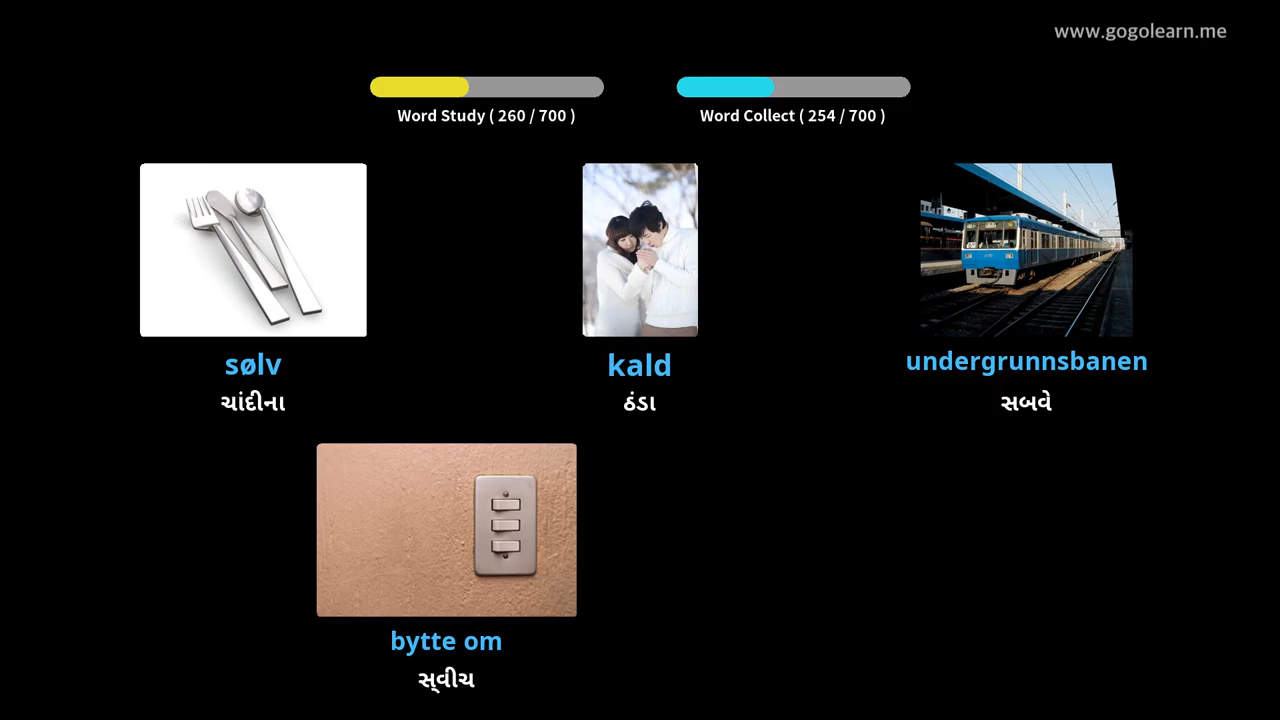 www.gogolearn.me
Word Study ( 260 / 700 )
Word Collect ( 254 / 700 )
sølv
ચાંદીના
kald
ઠંડા
undergrunnsbanen
સબવે
bytte om
સ્વીચ